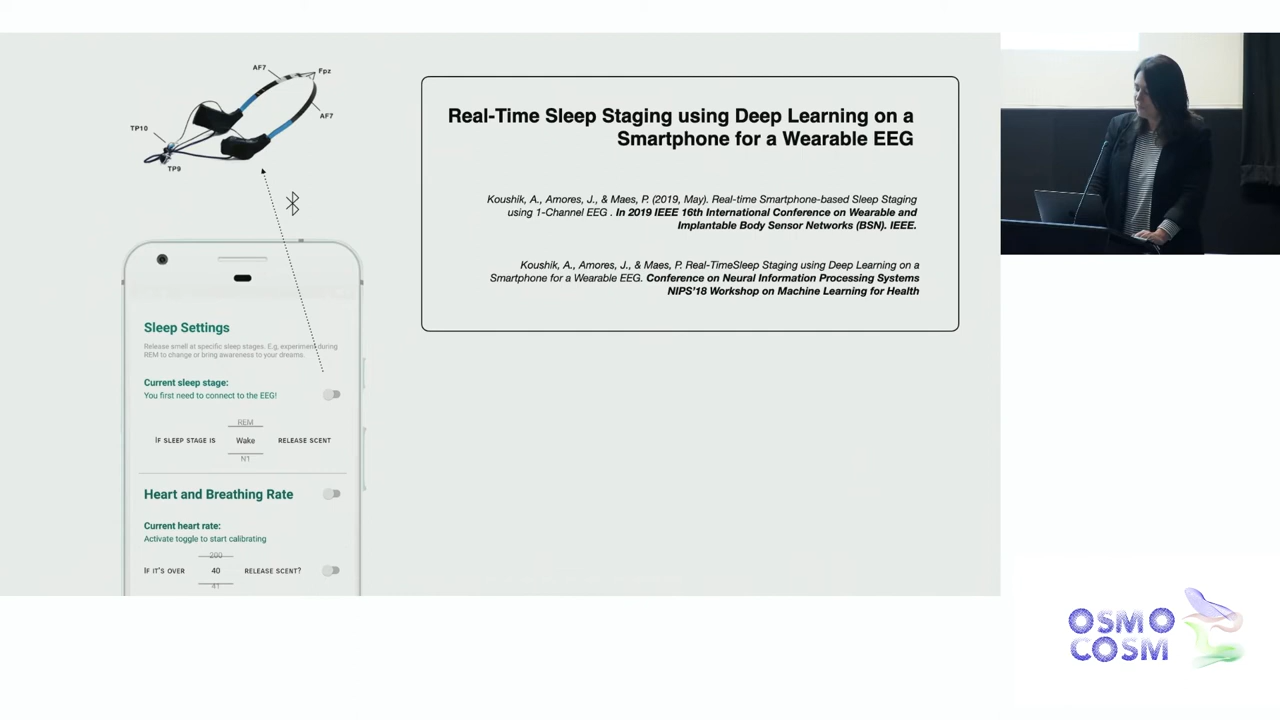 AF7
Fpz
AF7
TP10
TP9
Real-Time Sleep Staging using Deep Learning on a
Smartphone for a Wearable EEG
Koushik, A., Amores, J., & Maes, P. (2019, May). Real-time Smartphone-based Sleep Staging
using 1-Channel EEG . In 2019 IEEE 16th International Conference on Wearable and
Implantable Body Sensor Networks (BSN). IEEE.
Koushik, A., Amores, J., & Maes, P. Real-TimeSleep Staging using Deep Learning on a
Smartphone for a Wearable EEG. Conference on Neural Information Processing Systems
NIPS'18 Workshop on Machine Learning for Health
Sleep Settings
Release smell at specific sleep stages. E.g, experiment during
REM to change or bring awareness to your dreams.
Current sleep stage:
You first need to connect to the EEG!
REM
IF SLEEP STAGE IS Wake RELEASE SCENT
N1
Heart and Breathing Rate
Current heart rate:
Activate toggle to start calibrating
200
IF IT'S OVER 40 RELEASE SCENT?
41
OSMO
COSM